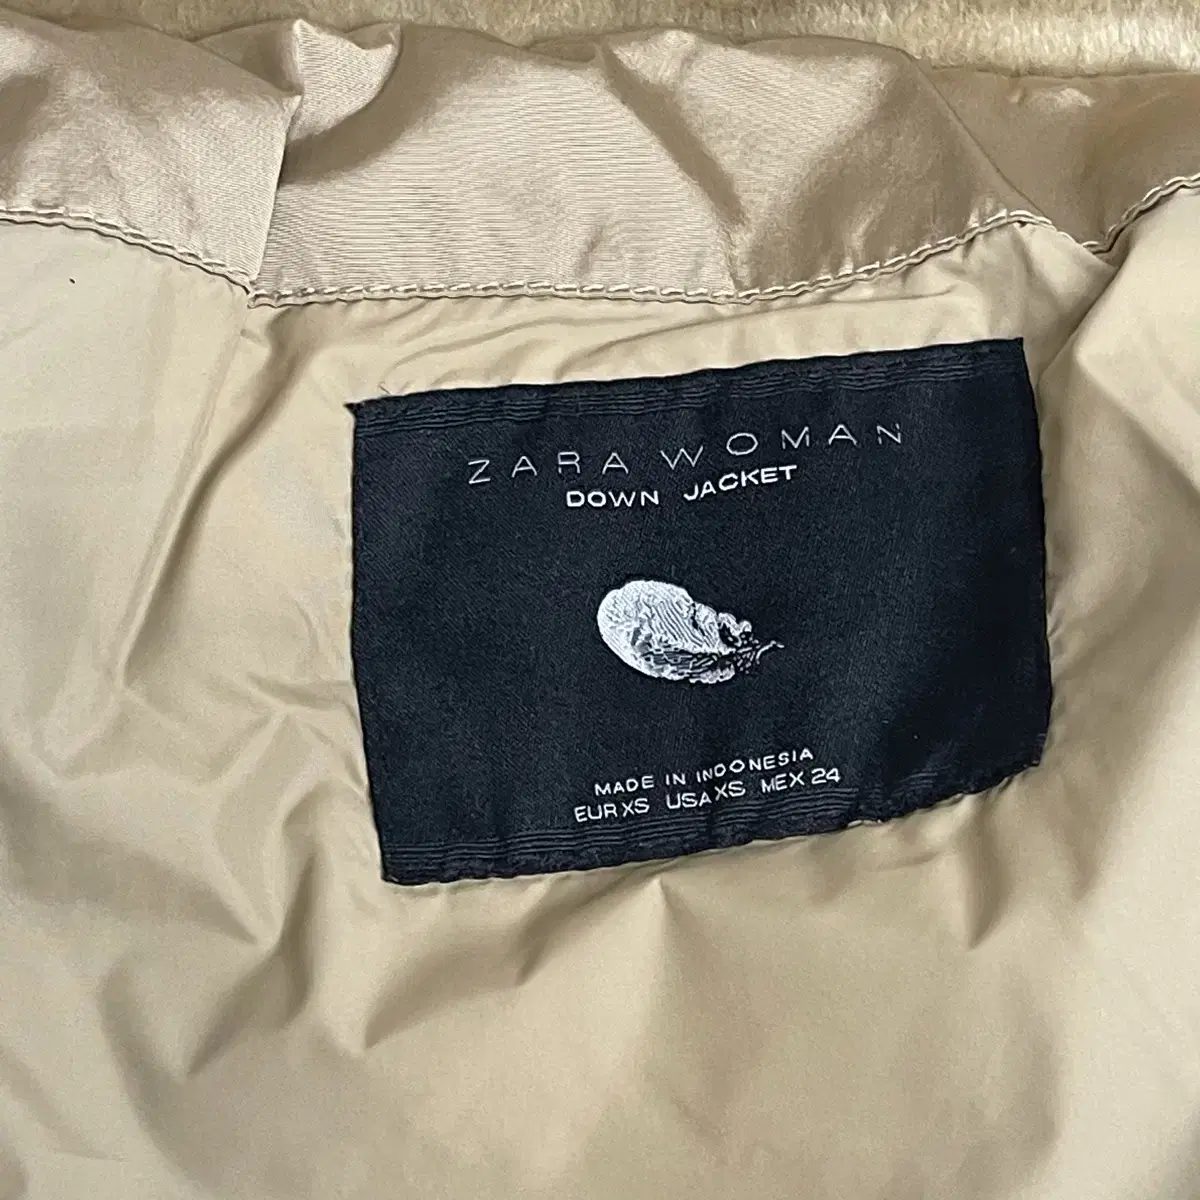 ZARA WOMAN
DOWN JACKET
MADE IN INDONESIA
EUR XS USA XS MEX 24